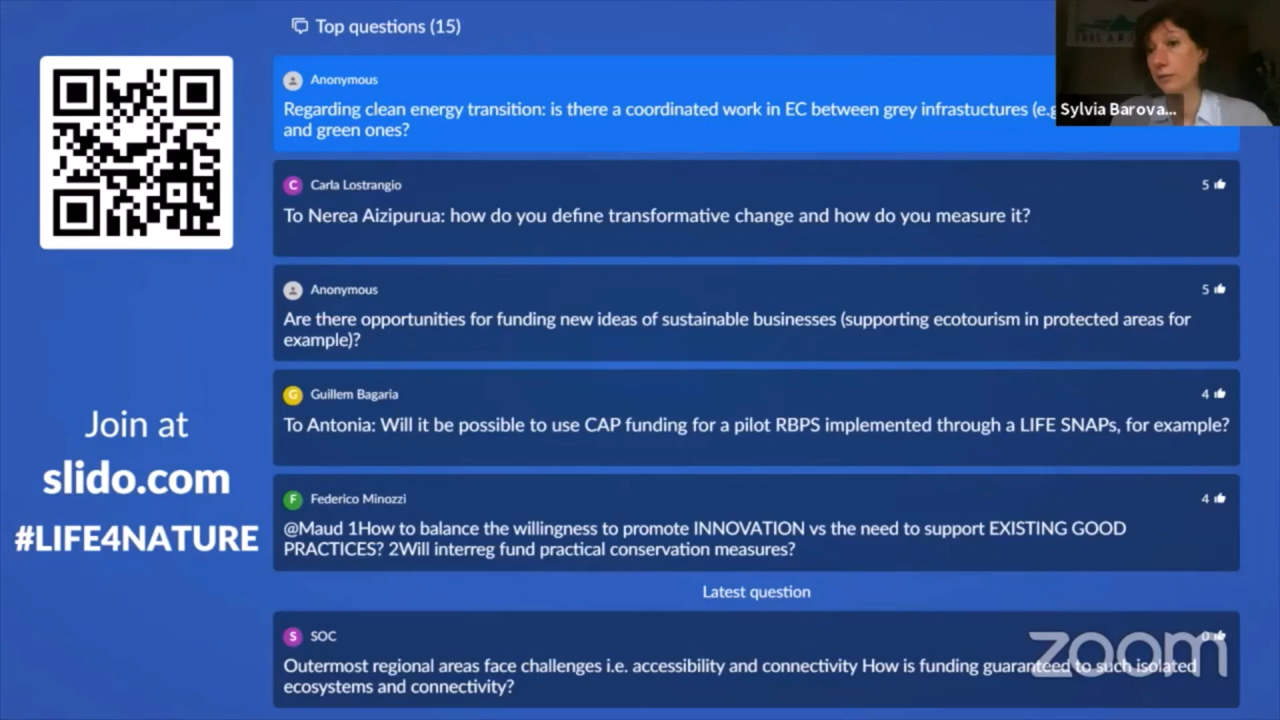 Top questions (15)
Anonymous
Regarding clean energy transition: is there a coordinated work in EC between grey infrastuctures (e.g
and green ones?
Sylvia Barova...
C Carla Lostrangio 5
To Nerea Aizipurua: how do you define transformative change and how do you measure it?
Anonymous 5
Are there opportunities for funding new ideas of sustainable businesses (supporting ecotourism in protected areas for
example)?
G Guillem Bagaria 4
To Antonia: Will it be possible to use CAP funding for a pilot RBPS implemented through a LIFE SNAPs, for example?
F Federico Minozzi 4
@Maud 1How to balance the willingness to promote INNOVATION vs the need to support EXISTING GOOD
PRACTICES? 2Will interreg fund practical conservation measures?
Latest question
S SOC 0
Outermost regional areas face challenges i.e. accessibility and connectivity How is funding guaranteed to such isolated
ecosystems and connectivity?
Join at
slido.com
#LIFE4NATURE
zoom